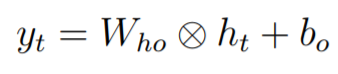 y_t = W_{ho} ⊗ h_t + b_o